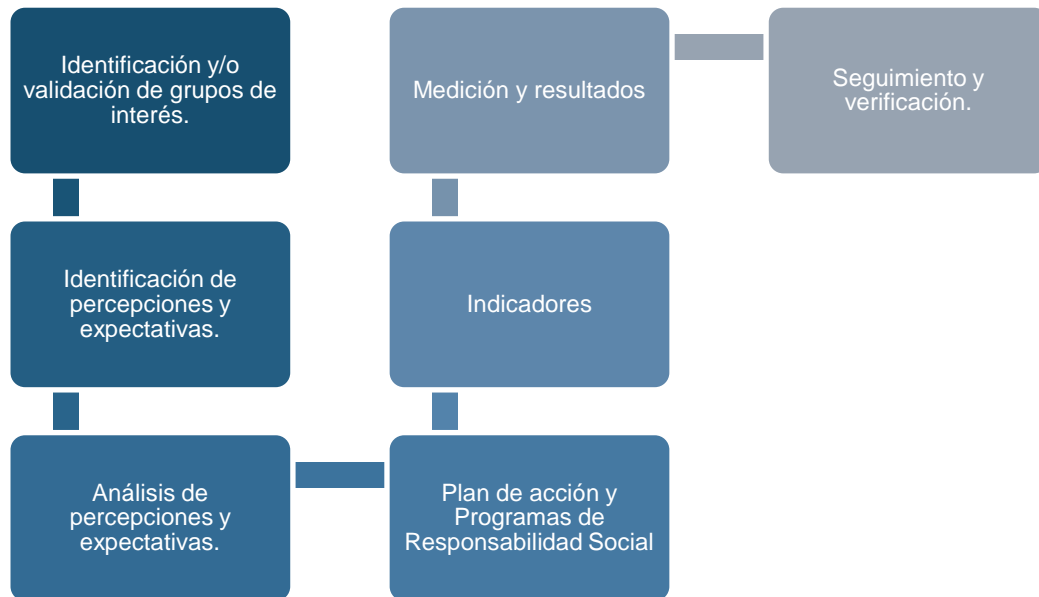 Identificación y/o
validación de grupos de
interés.
Identificación de
percepciones y
expectativas.
Análisis de
percepciones y
expectativas.
Plan de acción y
Programas de
Responsabilidad Social
Indicadores
Medición y resultados
Seguimiento y
verificación.